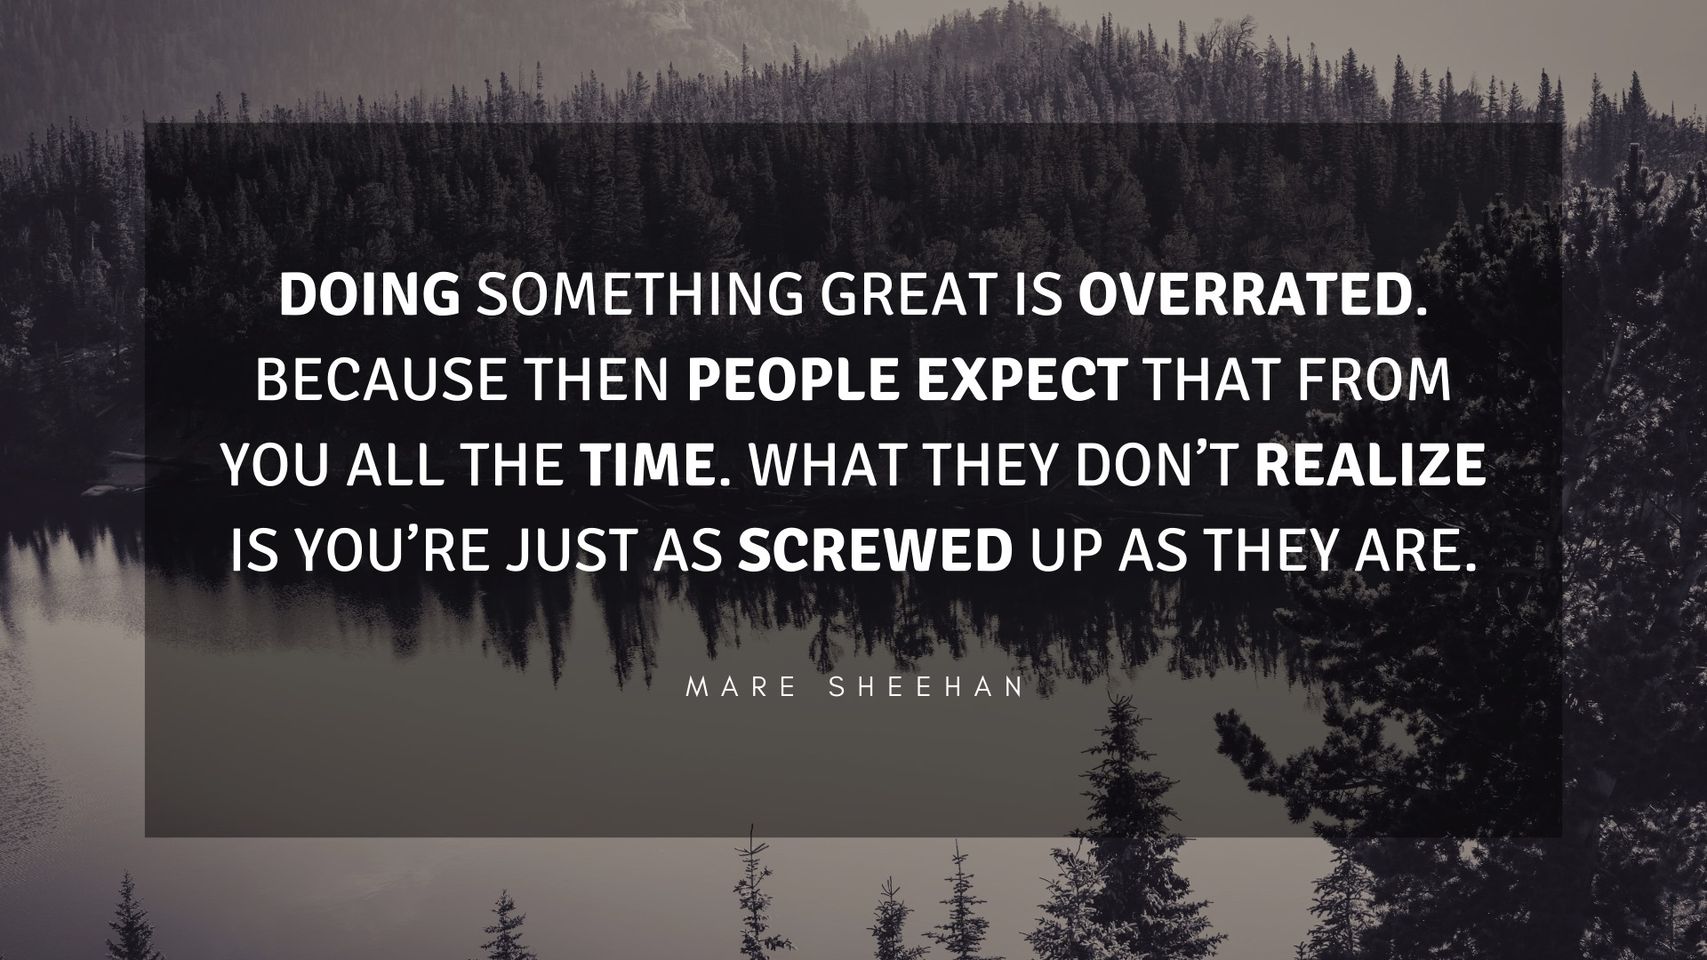 DOING SOMETHING GREAT IS OVERRATED.
BECAUSE THEN PEOPLE EXPECT THAT FROM
YOU ALL THE TIME. WHAT THEY DON’T REALIZE
IS YOU’RE JUST AS SCREWED UP AS THEY ARE.
MARE SHEEHAN